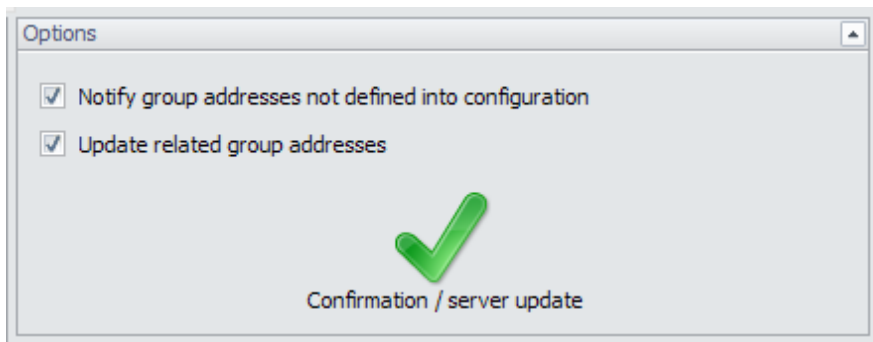 Options
Notify group addresses not defined into configuration
Update related group addresses
Confirmation / server update